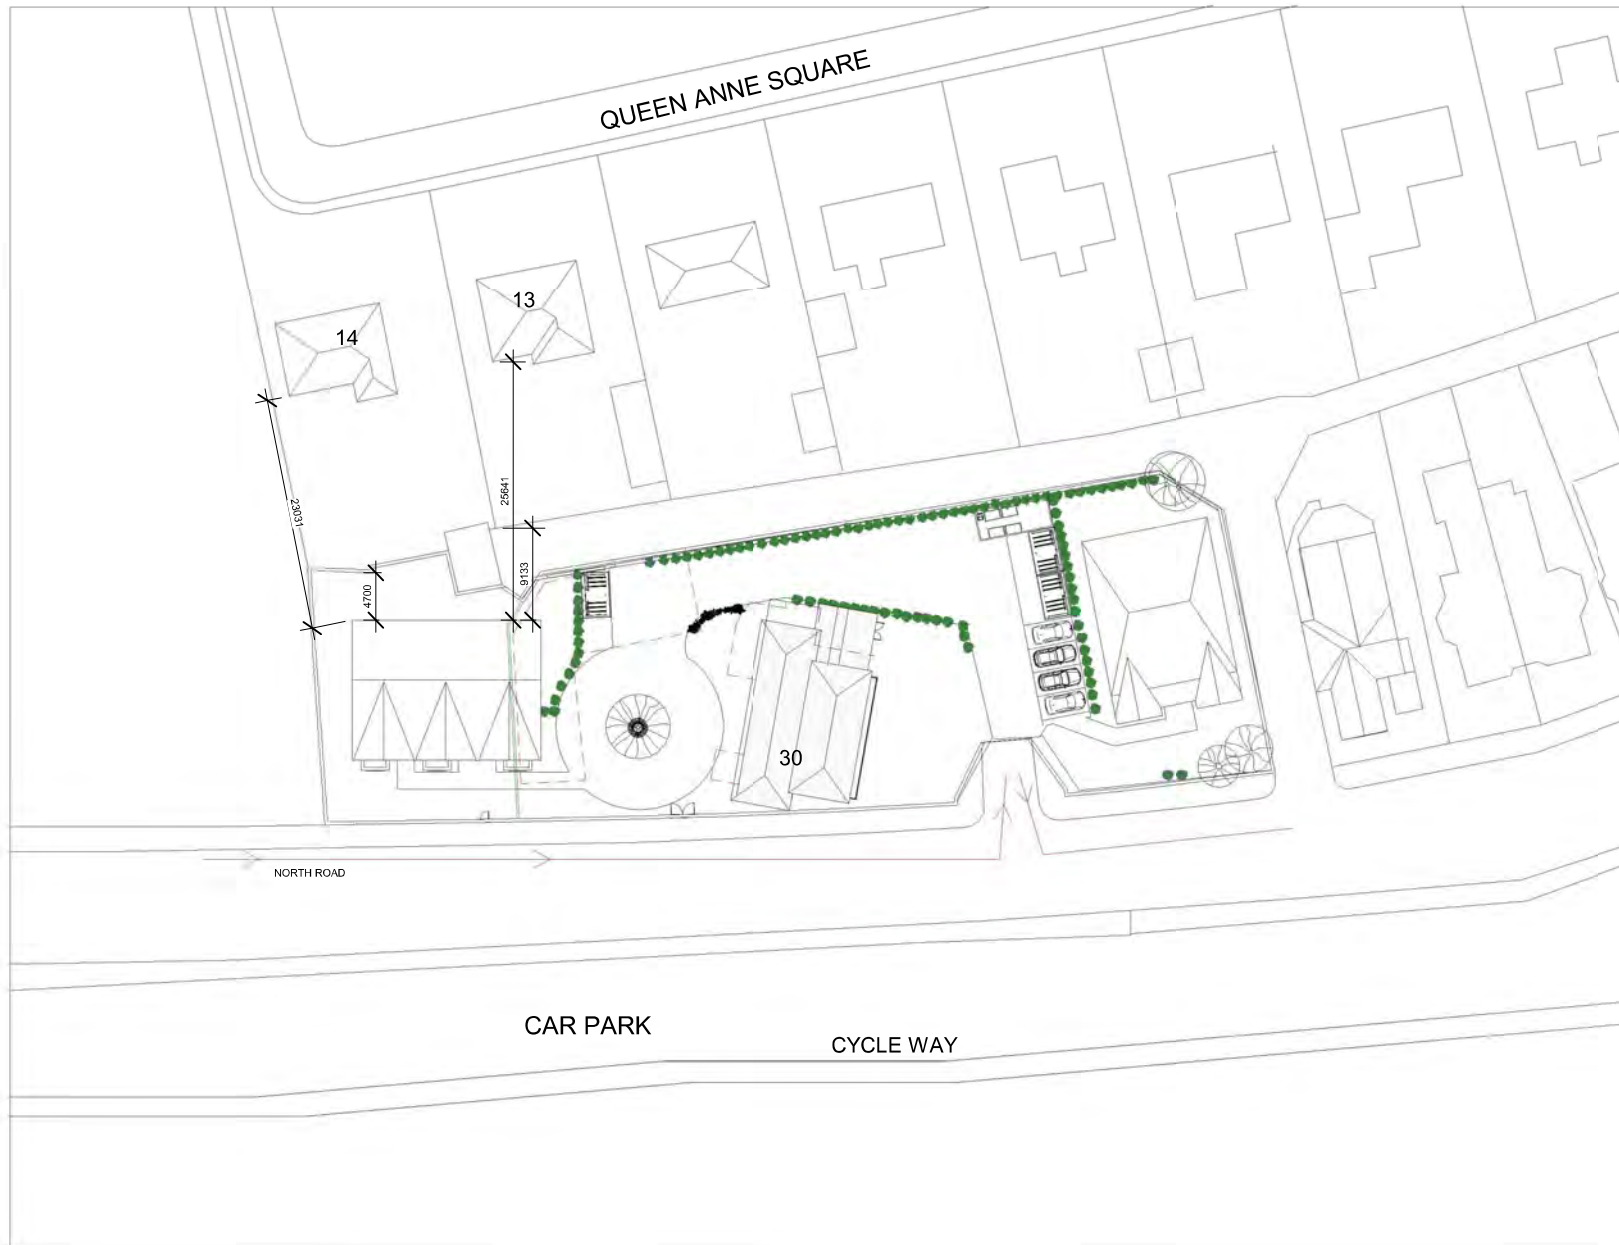 QUEEN ANNE SQUARE
13
14
23031
25641
9133
4700
30
NORTH ROAD
CAR PARK
CYCLE WAY